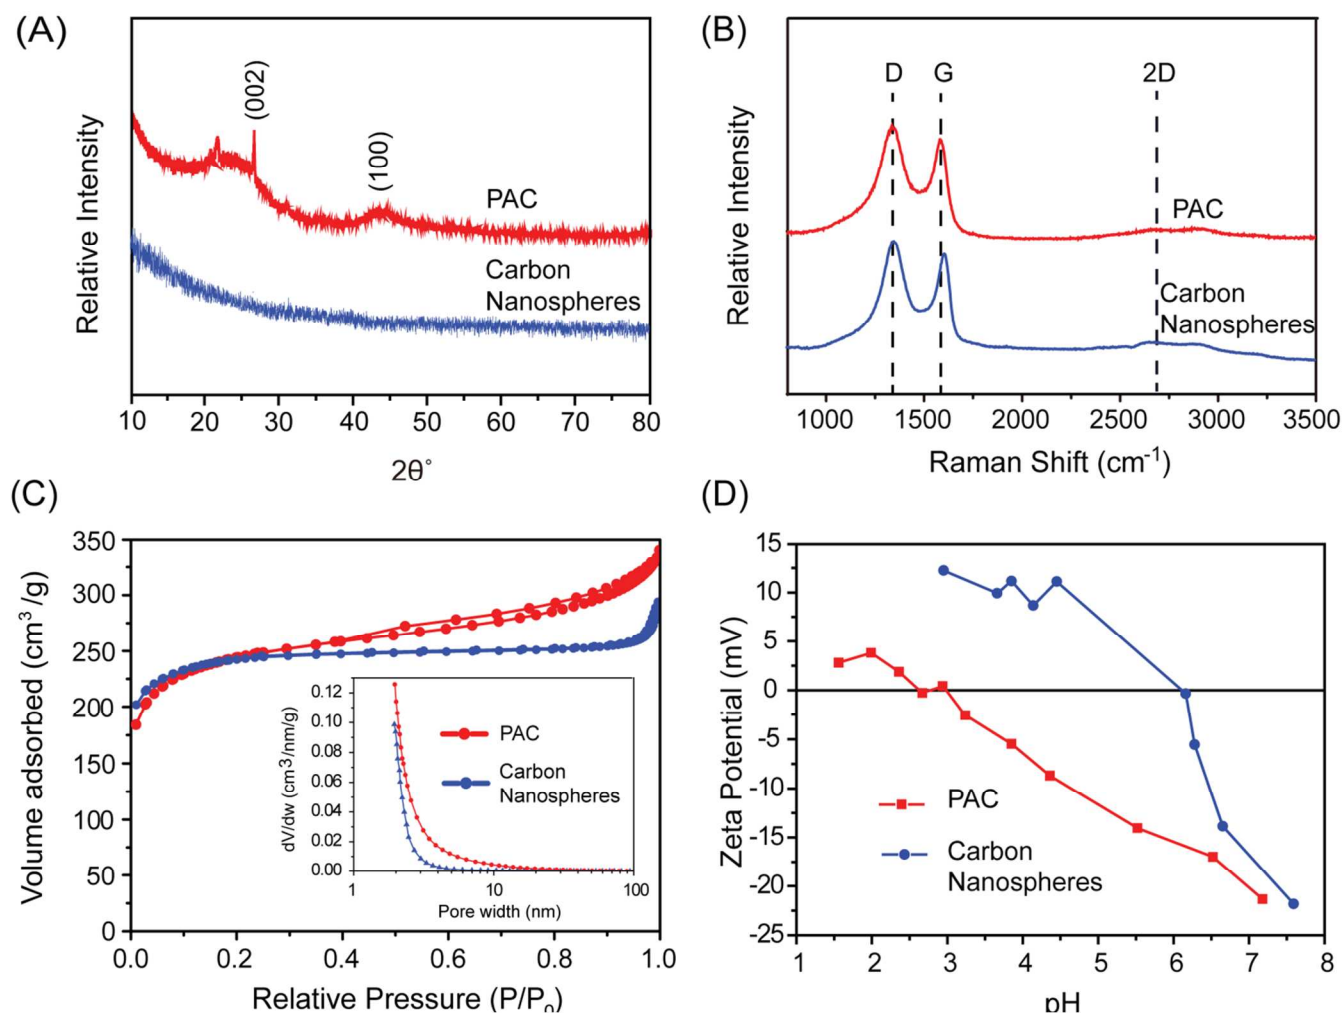 (A)
Relative Intensity
(002)
(100)
PAC
Carbon
Nanospheres
10 20 30 40 50 60 70 80
2θ°
(B)
Relative Intensity
D G 2D
PAC
Carbon
Nanospheres
1000 1500 2000 2500 3000 3500
Raman Shift (cm-1)
(C)
Volume adsorbed (cm3 /g)
350
300
250
200
150
100
50
0
0.0 0.2 0.4 0.6 0.8 1.0
Relative Pressure (P/P0)
dV/dw (cm3/nm/g)
0.12
0.10
0.08
0.06
0.04
0.02
0.00
1 10 100
Pore width (nm)
PAC
Carbon
Nanospheres
(D)
Zeta Potential (mV)
15
10
5
0
-5
-10
-15
-20
-25
PAC
Carbon
Nanospheres
1 2 3 4 5 6 7 8
pH